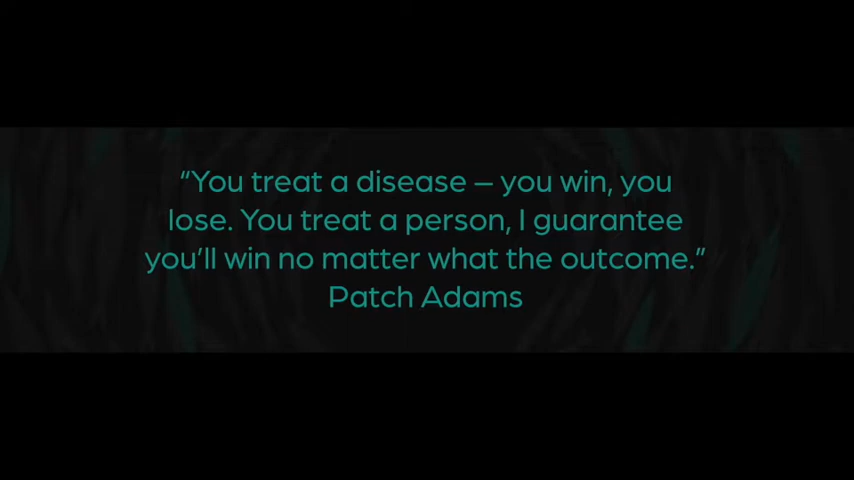 “You treat a disease – you win, you
lose. You treat a person, I guarantee
you’ll win no matter what the outcome.”
Patch Adams